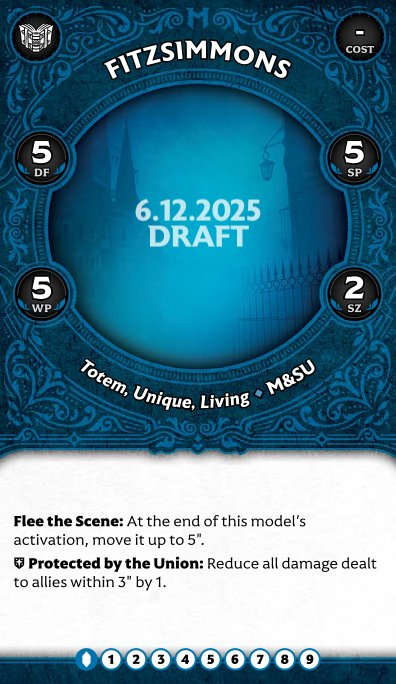 FITZSIMMONS
-
COST
5
DF
5
SP
6.12.2025
DRAFT
5
WP
2
SZ
Totem, Unique, Living • M&SU
Flee the Scene: At the end of this model's
activation, move it up to 5".
Protected by the Union: Reduce all damage dealt
to allies within 3" by 1.
1 2 3 4 5 6 7 8 9